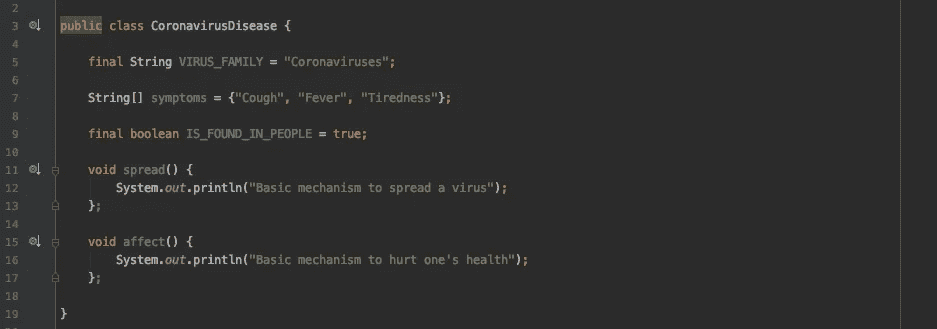 2
3 public class CoronavirusDisease {
4
5 final String VIRUS_FAMILY = "Coronaviruses";
6
7 String[] symptoms = {"Cough", "Fever", "Tiredness"};
8
9 final boolean IS_FOUND_IN_PEOPLE = true;
10
11 void spread() {
12 System.out.println("Basic mechanism to spread a virus");
13 };
14
15 void affect() {
16 System.out.println("Basic mechanism to hurt one's health");
17 };
18
19 }